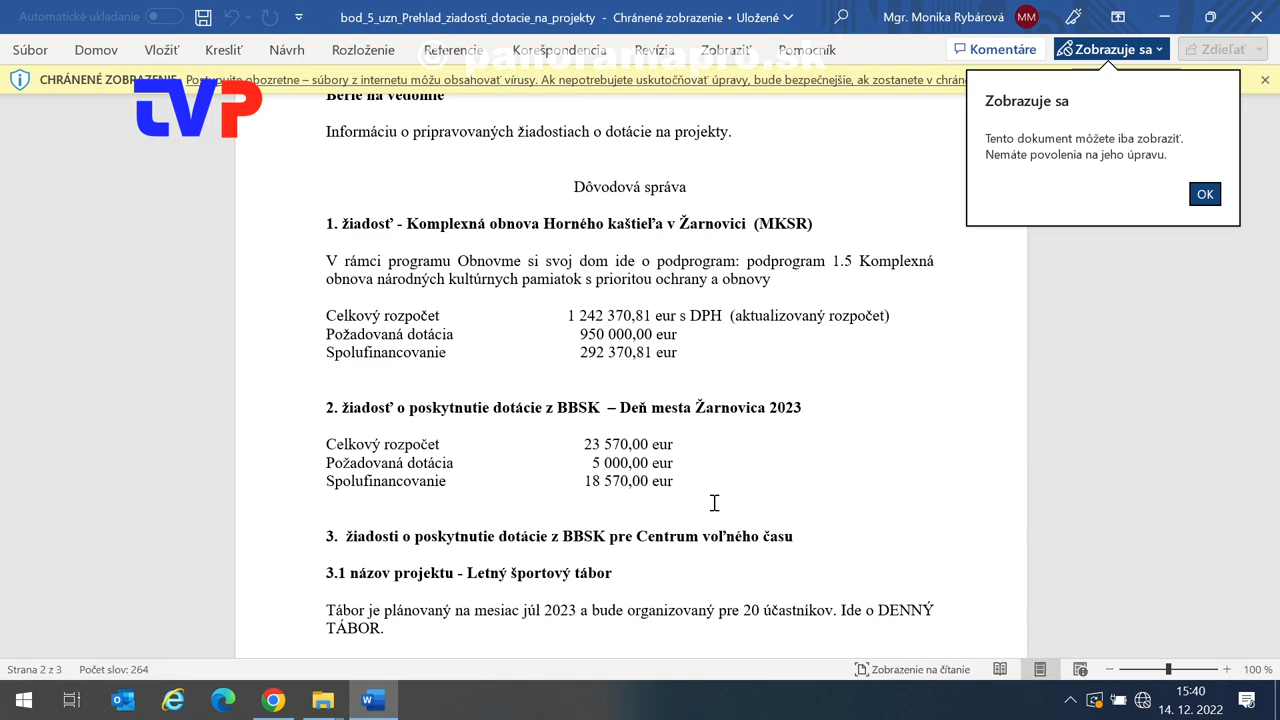 Automatické ukladanie
bod_5_uzn_Prehlad_ziadosti_dotacie_na_projekty - Chránené zobrazenie • Uložené
Mgr. Monika Rybárová
MM
Súbor Domov Vložiť Kresliť Návrh Rozloženie Referencie Korešpondencia Revízia Zobraziť Pomocník
Komentáre
Zobrazuje sa
Zdieľať
CHRÁNENÉ ZOBRAZENIE Postupujte obozretne – súbory z internetu môžu obsahovať vírusy. Ak nepotrebujete uskutočňovať úpravy, bude bezpečnejšie, ak zostanete v chrán
tVP
Zobrazuje sa
Tento dokument môžete iba zobraziť.
Nemáte povolenia na jeho úpravu.
OK
Berie na vedomie
Informáciu o pripravovaných žiadostiach o dotácie na projekty.
Dôvodová správa
1. žiadosť - Komplexná obnova Horného kaštieľa v Žarnovici (MKSR)
V rámci programu Obnovme si svoj dom ide o podprogram: podprogram 1.5 Komplexná
obnova národných kultúrnych pamiatok s prioritou ochrany a obnovy
Celkový rozpočet 1 242 370,81 eur s DPH (aktualizovaný rozpočet)
Požadovaná dotácia 950 000,00 eur
Spolufinancovanie 292 370,81 eur
2. žiadosť o poskytnutie dotácie z BBSK – Deň mesta Žarnovica 2023
Celkový rozpočet 23 570,00 eur
Požadovaná dotácia 5 000,00 eur
Spolufinancovanie 18 570,00 eur
3. žiadosti o poskytnutie dotácie z BBSK pre Centrum voľného času
3.1 názov projektu - Letný športový tábor
Tábor je plánovaný na mesiac júl 2023 a bude organizovaný pre 20 účastníkov. Ide o DENNÝ
TÁBOR.
Strana 2 z 3 Počet slov: 264
Zobrazenie na čítanie
100 %
15:40
14. 12. 2022